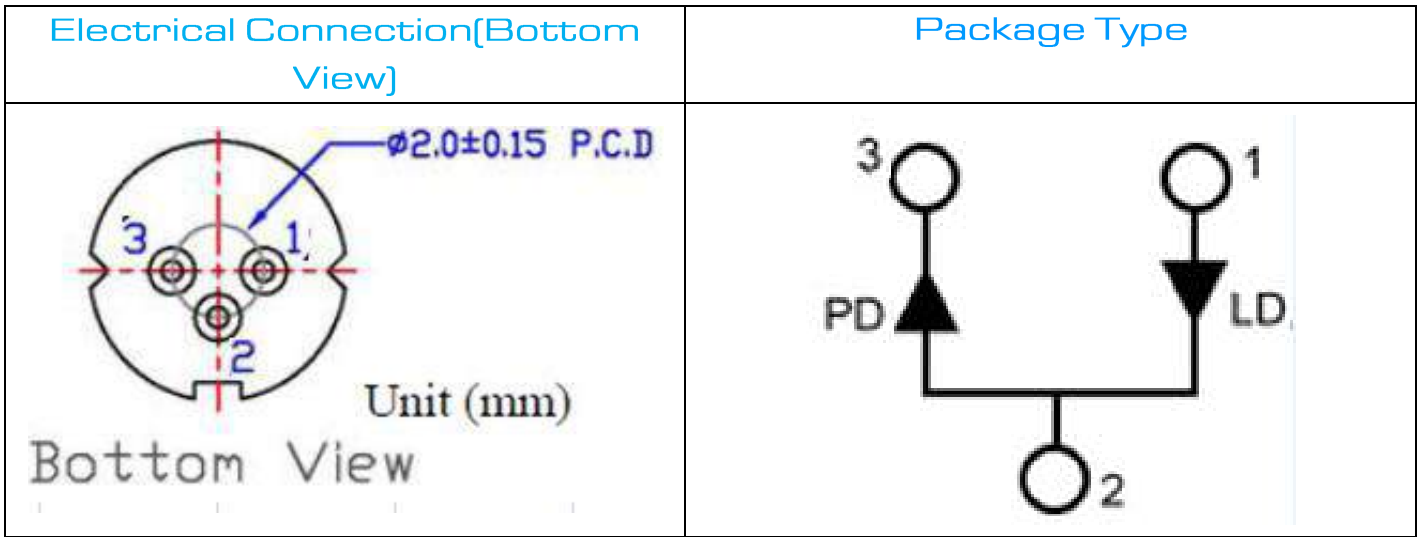 Electrical Connection(Bottom
View)
Package Type
ø2.0±0.15 P.C.D
3
1
2
Unit (mm)
Bottom View
3
1
PD
LD
2